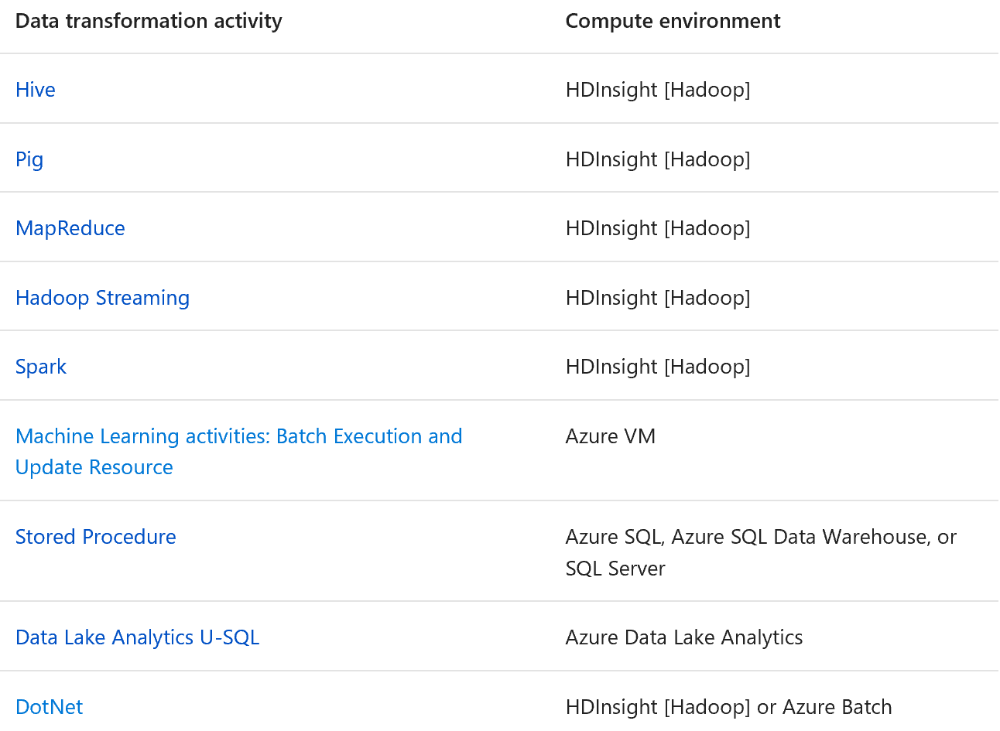 Data transformation activity Compute environment
Hive HDInsight [Hadoop]
Pig HDInsight [Hadoop]
MapReduce HDInsight [Hadoop]
Hadoop Streaming HDInsight [Hadoop]
Spark HDInsight [Hadoop]
Machine Learning activities: Batch Execution and Azure VM
Update Resource
Stored Procedure Azure SQL, Azure SQL Data Warehouse, or
SQL Server
Data Lake Analytics U-SQL Azure Data Lake Analytics
DotNet HDInsight [Hadoop] or Azure Batch